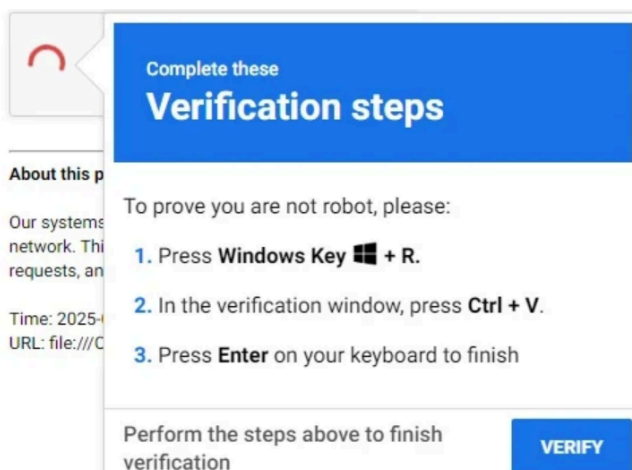 Complete these
Verification steps
To prove you are not robot, please:
1. Press Windows Key + R.
2. In the verification window, press Ctrl + V.
3. Press Enter on your keyboard to finish
Perform the steps above to finish
verification
VERIFY
About this
Our systems
network.
requests,
Time:
URL: